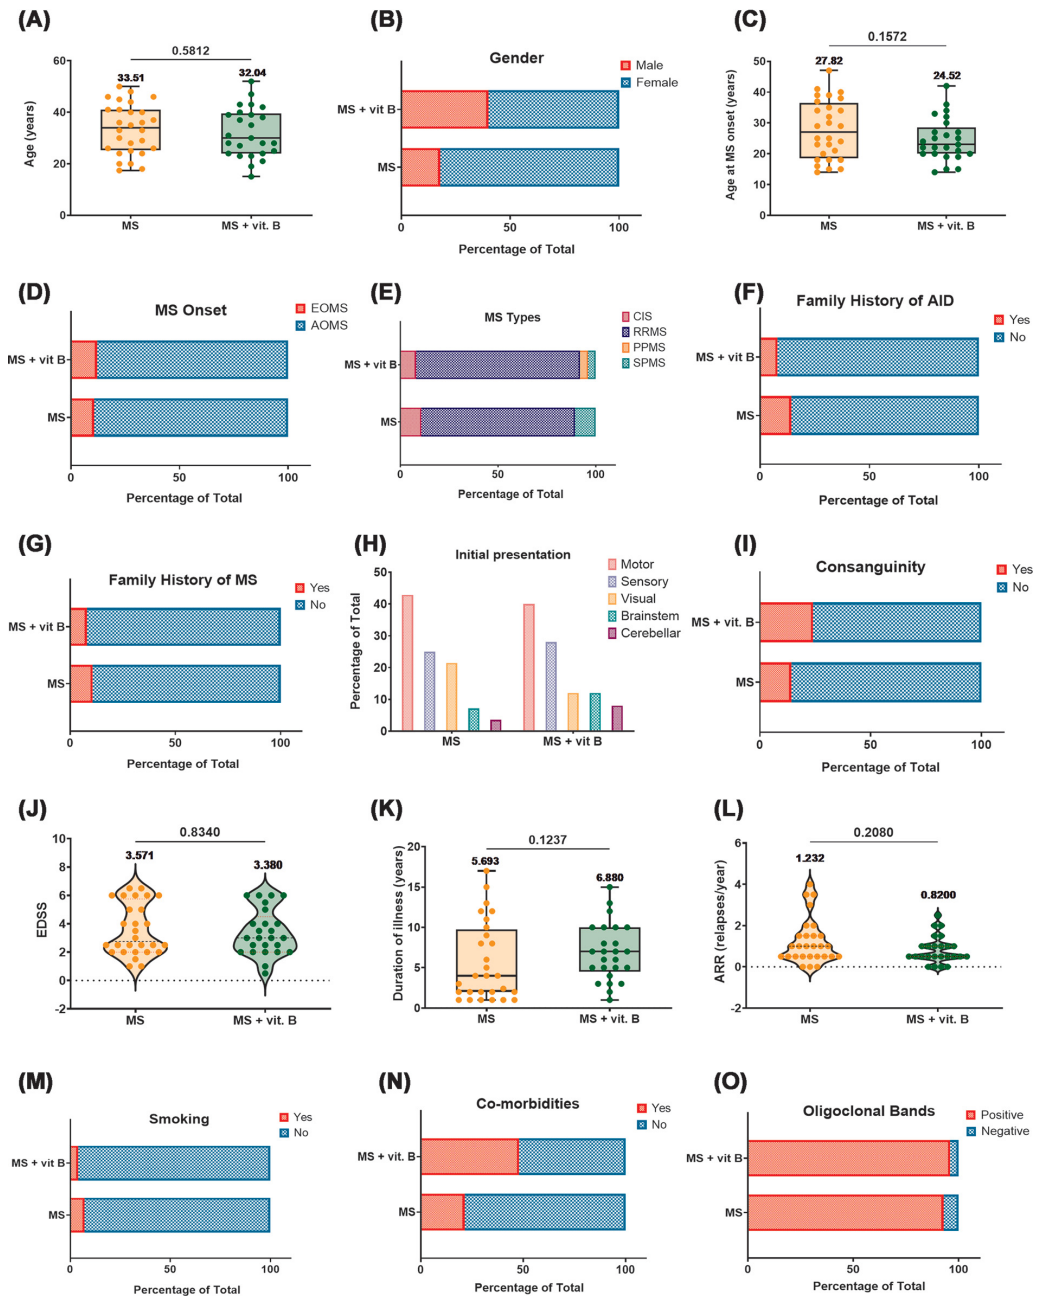 (A)
0.5812
60
33.51
32.04
40
20
0
Age (years)
MS
MS + vit. B
(B)
Gender
Male
Female
MS + vit B
MS
0
50
100
Percentage of Total
(C)
0.1572
50
27.82
24.52
40
30
20
10
0
Age at MS onset (years)
MS
MS + vit. B
(D)
MS Onset
EOMS
AOMS
MS + vit B
MS
0
50
100
Percentage of Total
(E)
MS Types
CIS
RRMS
PPMS
SPMS
MS + vit B
MS
0
50
100
Percentage of Total
(F)
Family History of AID
Yes
No
MS + vit B
MS
0
50
100
Percentage of Total
(G)
Family History of MS
Yes
No
MS + vit B
MS
0
50
100
Percentage of Total
(H)
Initial presentation
Motor
Sensory
Visual
Brainstem
Cerebellar
50
40
30
20
10
0
Percentage of Total
MS
MS + vit B
(I)
Consanguinity
Yes
No
MS + vit. B
MS
0
50
100
Percentage of Total
(J)
0.8340
10
3.571
3.380
8
6
4
2
0
-2
EDSS
MS
MS + vit. B
(K)
0.1237
20
5.693
6.880
15
10
5
0
Duration of illness (years)
MS
MS + vit. B
(L)
0.2080
6
1.232
0.8200
4
2
0
-2
ARR (relapses/year)
MS
MS + vit. B
(M)
Smoking
Yes
No
MS + vit B
MS
0
50
100
Percentage of Total
(N)
Co-morbidities
Yes
No
MS + vit. B
MS
0
50
100
Percentage of Total
(O)
Oligoclonal Bands
Positive
Negative
MS + vit B
MS
0
50
100
Percentage of Total